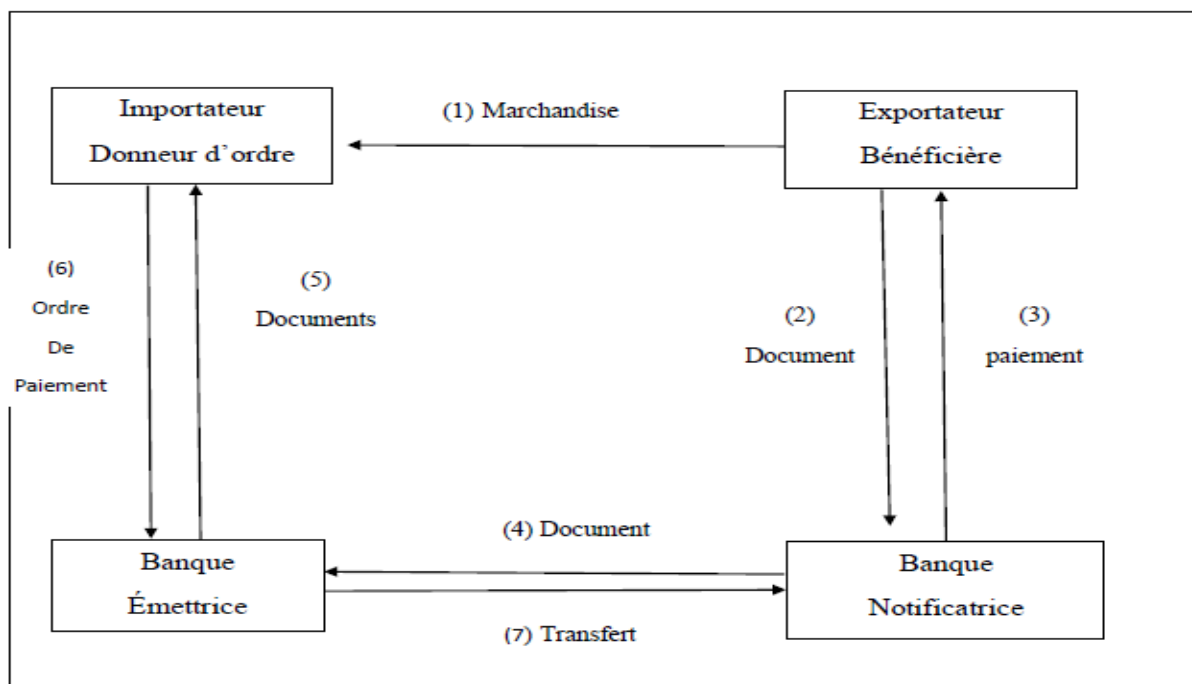 Importateur
Donneur d'ordre
(1) Marchandise
Exportateur
Bénéficière
(6)
Ordre
De
Paiement
(5)
Documents
(2)
Document
(3)
paiement
(4) Document
Banque
Émettrice
Banque
Notificatrice
(7) Transfert